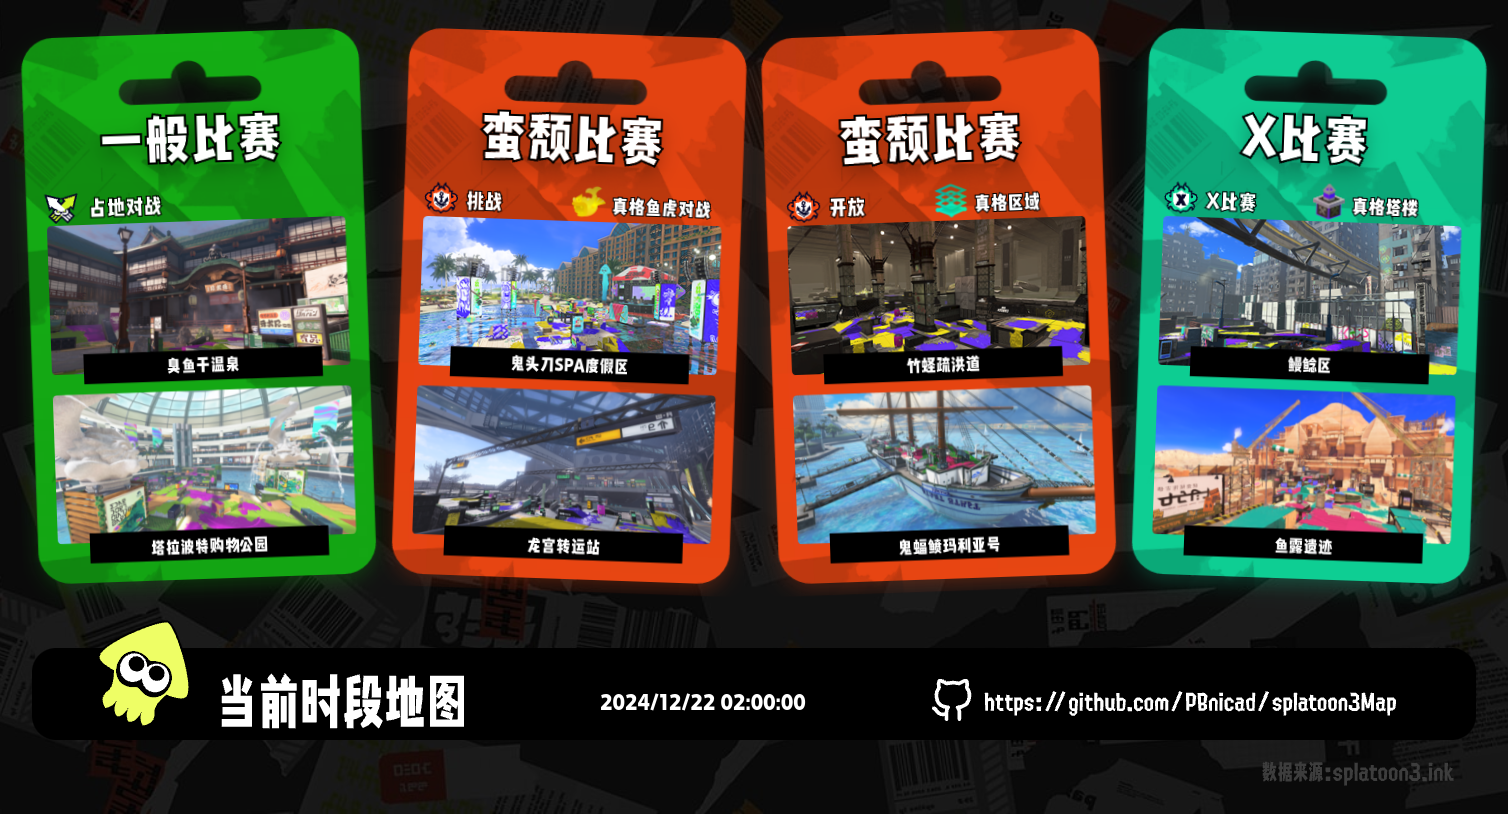 一般比赛
占地对战
臭鱼干温泉
塔拉波特购物公园
蛮颓比赛
挑战
真格鱼虎对战
鬼头刀SPA度假区
龙宫转运站
蛮颓比赛
开放
真格区域
竹蛏疏洪道
鬼蝠鲼玛利亚号
X比赛
X比赛
真格塔楼
鳗鲶区
鱼露遗迹
当前时段地图
2024/12/22 02:00:00
https://github.com/PBnicad/splatoon3Map
数据来源:splatoon3.ink